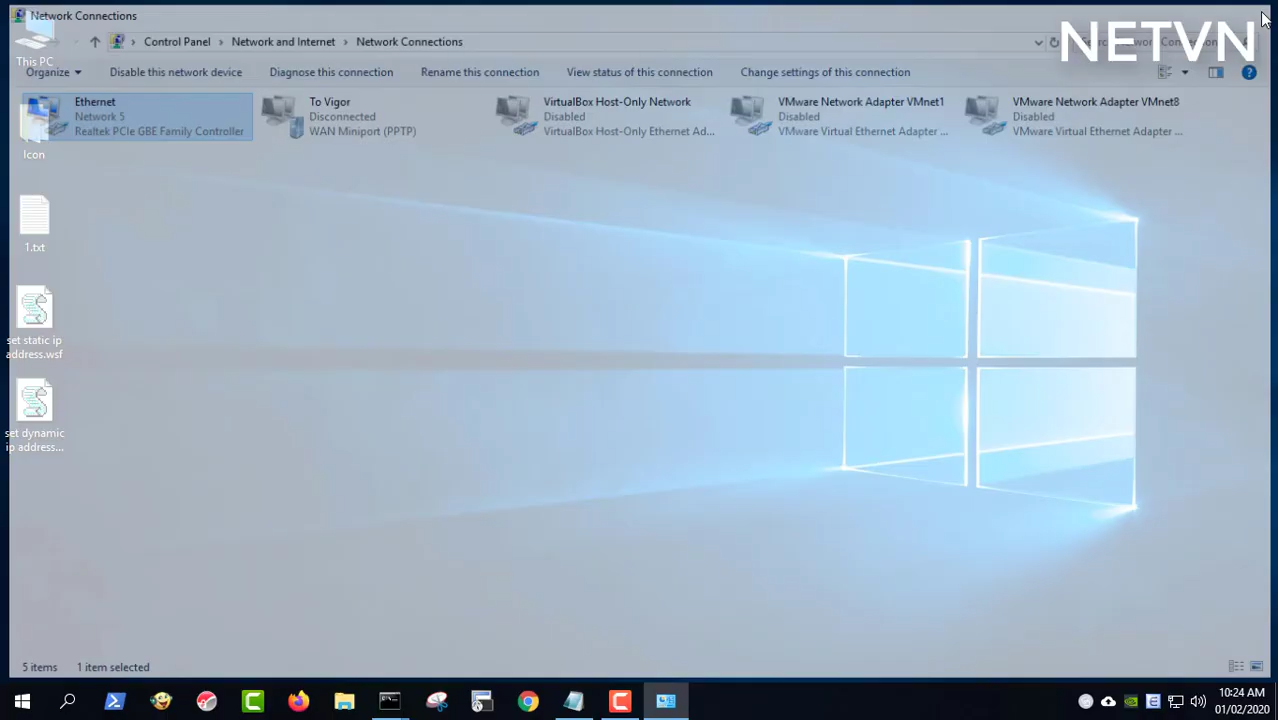 Network Connections
This PC
Control Panel
Network and Internet
Network Connections
NETVN
Organize
Disable this network device
Diagnose this connection
Rename this connection
View status of this connection
Change settings of this connection
Ethernet
Network 5
Realtek PCIe GBE Family Controller
To Vigor
Disconnected
WAN Miniport (PPTP)
VirtualBox Host-Only Network
Disabled
VirtualBox Host-Only Ethernet Ad...
VMware Network Adapter VMnet1
Disabled
VMware Virtual Ethernet Adapter ...
VMware Network Adapter VMnet8
Disabled
VMware Virtual Ethernet Adapter ...
Icon
1.txt
set static ip
address.wsf
set dynamic
ip address...
5 items
1 item selected
10:24 AM
01/02/2020